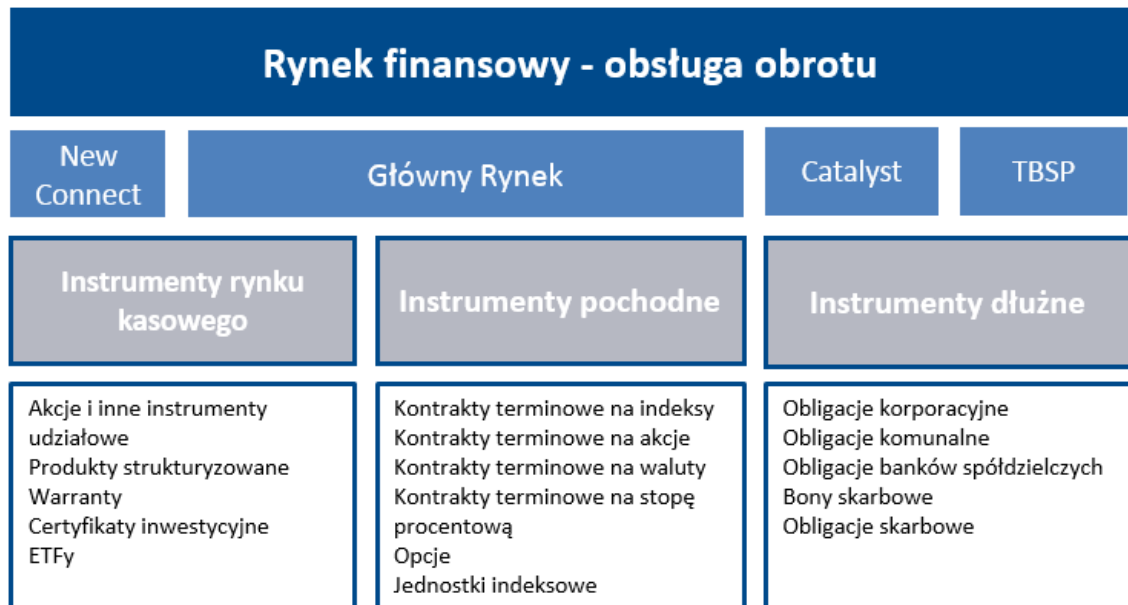 Rynek finansowy - obsługa obrotu
New
Connect
Główny Rynek
Catalyst
TBSP
Instrumenty rynku
kasowego
Instrumenty pochodne
Instrumenty dłużne
Akcje i inne instrumenty
udziałowe
Produkty strukturyzowane
Warranty
Certyfikaty inwestycyjne
ETFy
Kontrakty terminowe na indeksy
Kontrakty terminowe na akcje
Kontrakty terminowe na waluty
Kontrakty terminowe na stopę
procentową
Opcje
Jednostki indeksowe
Obligacje korporacyjne
Obligacje komunalne
Obligacje banków spółdzielczych
Bony skarbowe
Obligacje skarbowe